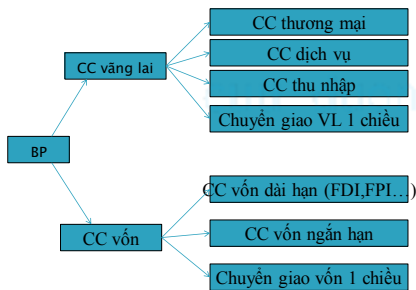 CC thương mại
CC dịch vụ
CC vãng lai
CC thu nhập
Chuyển giao VL 1 chiều
BP
CC vốn dài hạn (FDI,FPI…)
CC vốn
CC vốn ngắn hạn
Chuyển giao vốn 1 chiều